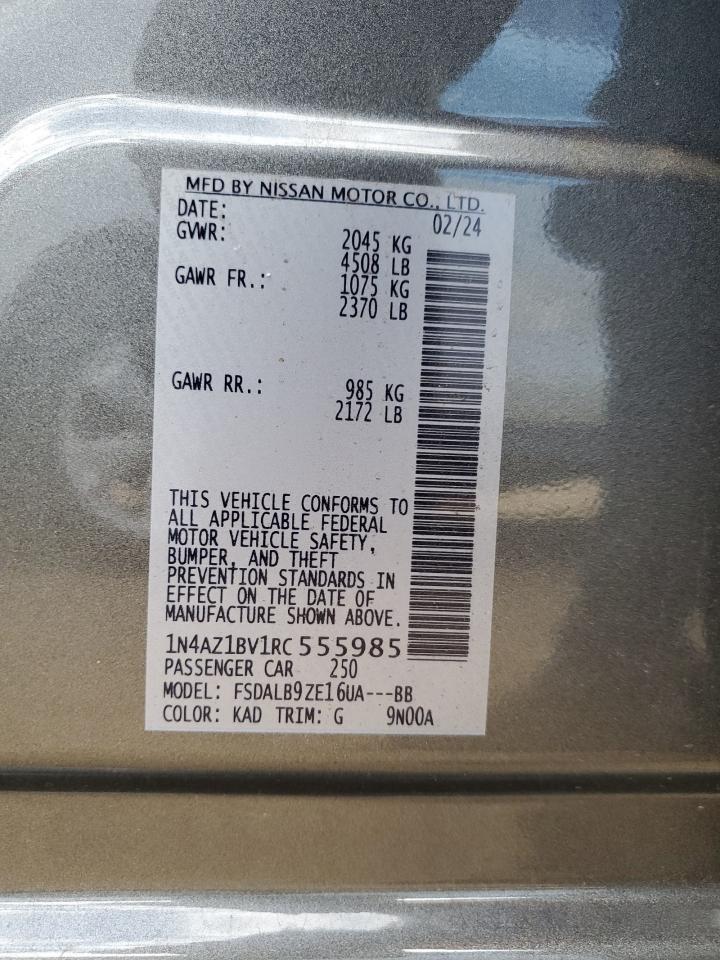 MFD BY NISSAN MOTOR CO., LTD.
DATE: 02/24
GVWR: 2045 KG
4508 LB
GAWR FR.: 1075 KG
2370 LB
GAWR RR.: 985 KG
2172 LB
THIS VEHICLE CONFORMS TO
ALL APPLICABLE FEDERAL
MOTOR VEHICLE SAFETY,
BUMPER, AND THEFT
PREVENTION STANDARDS IN
EFFECT ON THE DATE OF
MANUFACTURE SHOWN ABOVE.
1N4AZ1BV1RC555985
PASSENGER CAR 250
MODEL: FSDALB9ZE16UA---BB
COLOR: KAD TRIM: G 9N00A